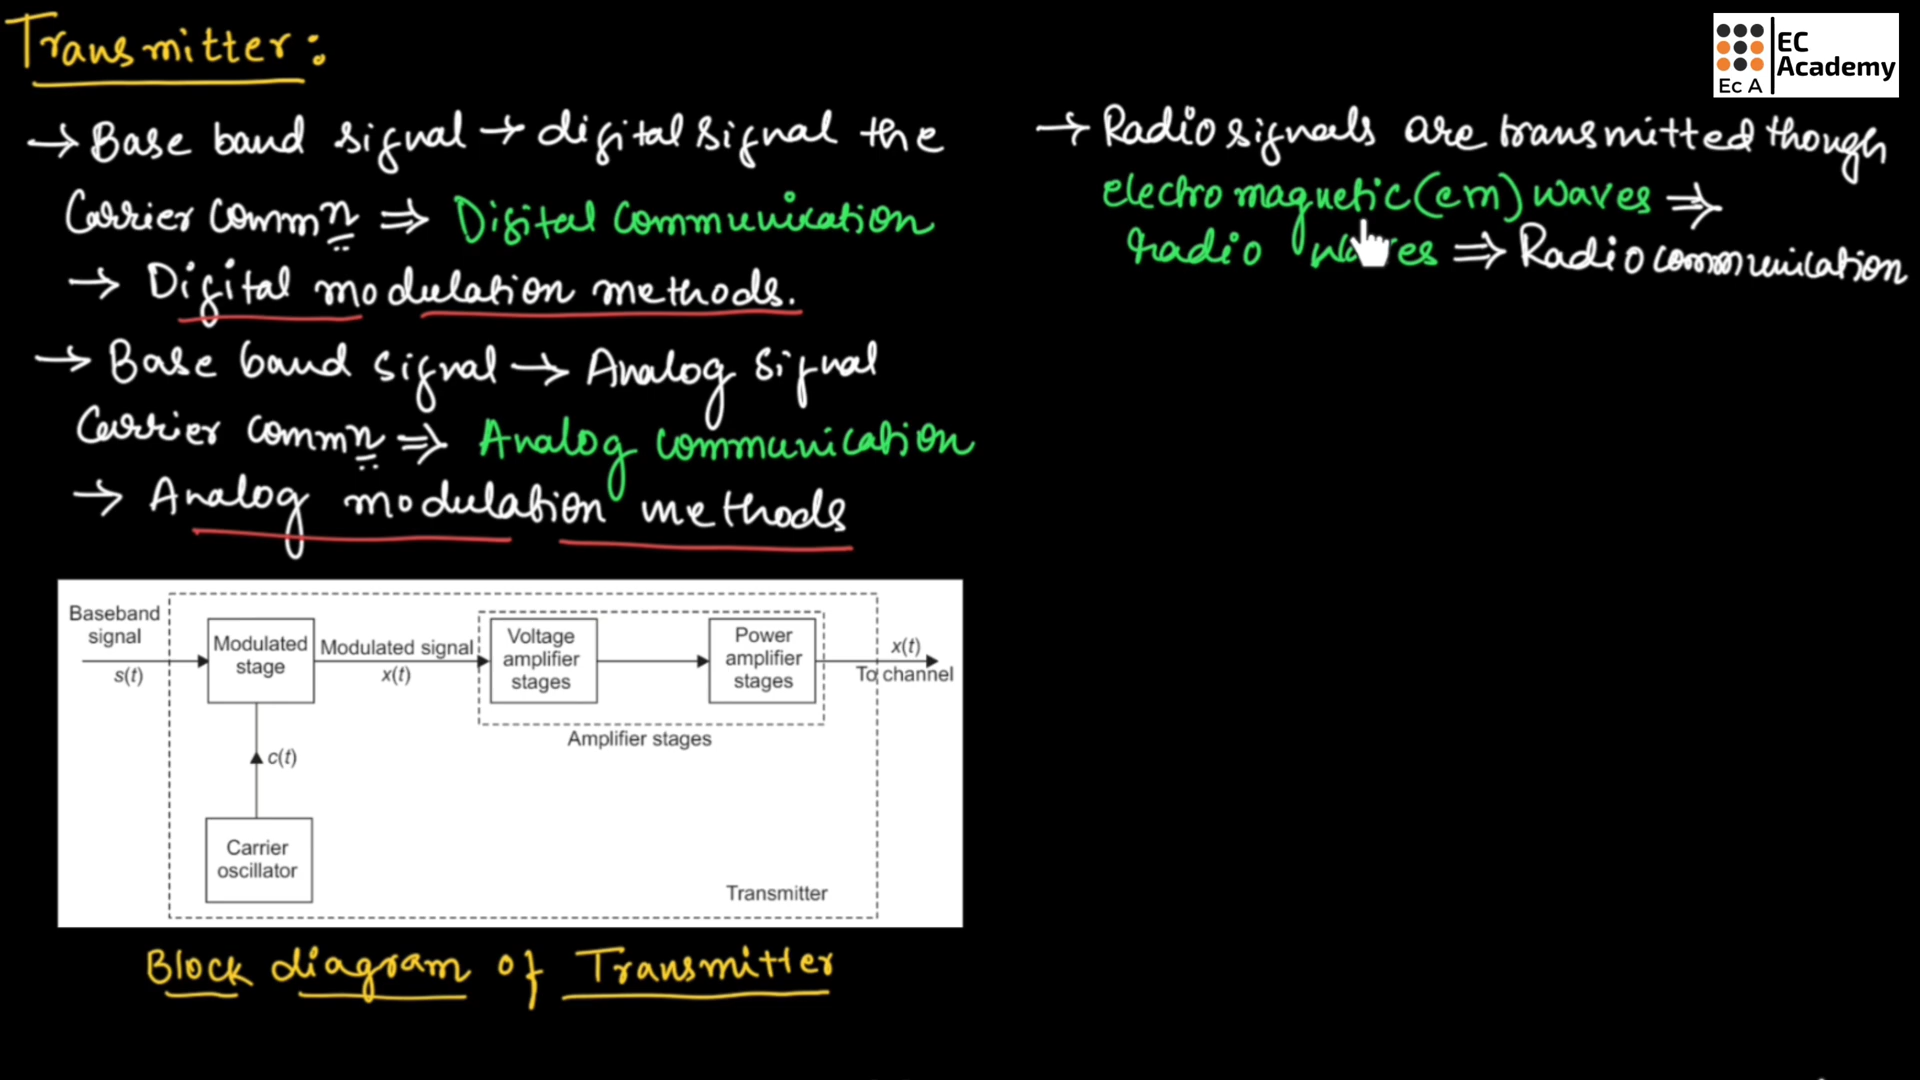 Transmitter:
→ Base band signal → digital signal the
Carrier commn ⇒ Digital communication
→ Digital modulation methods.
→ Base band signal → Analog signal
Carrier commn ⇒ Analog communication
→ Analog modulation methods
Baseband
signal
s(t)
Modulated
stage
Modulated signal
x(t)
Voltage
amplifier
stages
Power
amplifier
stages
x(t)
To channel
Amplifier stages
c(t)
Carrier
oscillator
Transmitter
Block diagram of Transmitter
EC
Academy
Ec A
→ Radio signals are transmitted though
electro magnetic (em) waves ⇒
radio ⇒ Radio communication